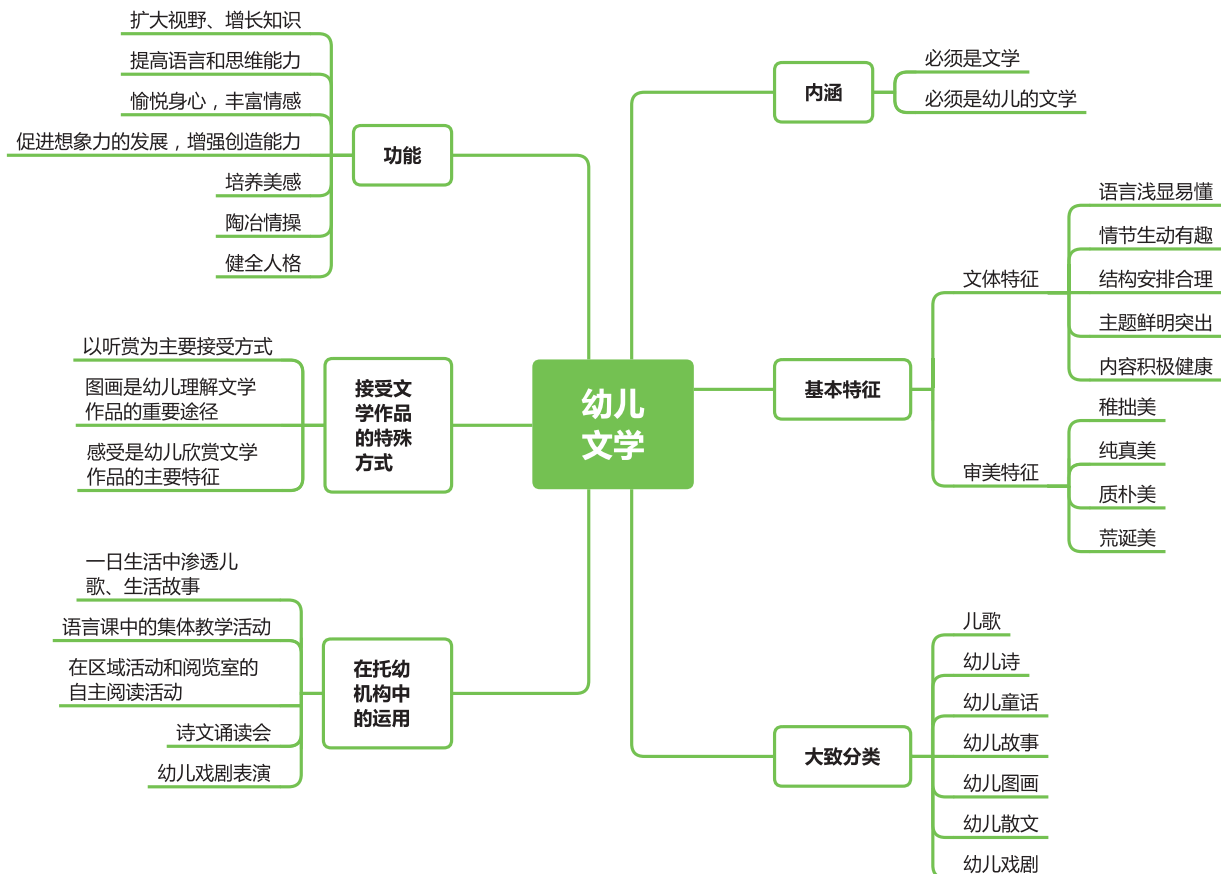 幼儿
文学
内涵
必须是文学
必须是幼儿的文学
基本特征
文体特征
语言浅显易懂
情节生动有趣
结构安排合理
主题鲜明突出
内容积极健康
审美特征
稚拙美
纯真美
质朴美
荒诞美
大致分类
儿歌
幼儿诗
幼儿童话
幼儿故事
幼儿图画
幼儿散文
幼儿戏剧
功能
扩大视野、增长知识
提高语言和思维能力
愉悦身心，丰富情感
促进想象力的发展，增强创造能力
培养美感
陶冶情操
健全人格
接受文
学作品
的特殊
方式
以听赏为主要接受方式
图画是幼儿理解文学
作品的重要途径
感受是幼儿欣赏文学
作品的主要特征
在托幼
机构中
的运用
一日生活中渗透儿
歌、生活故事
语言课中的集体教学活动
在区域活动和阅览室的
自主阅读活动
诗文诵读会
幼儿戏剧表演